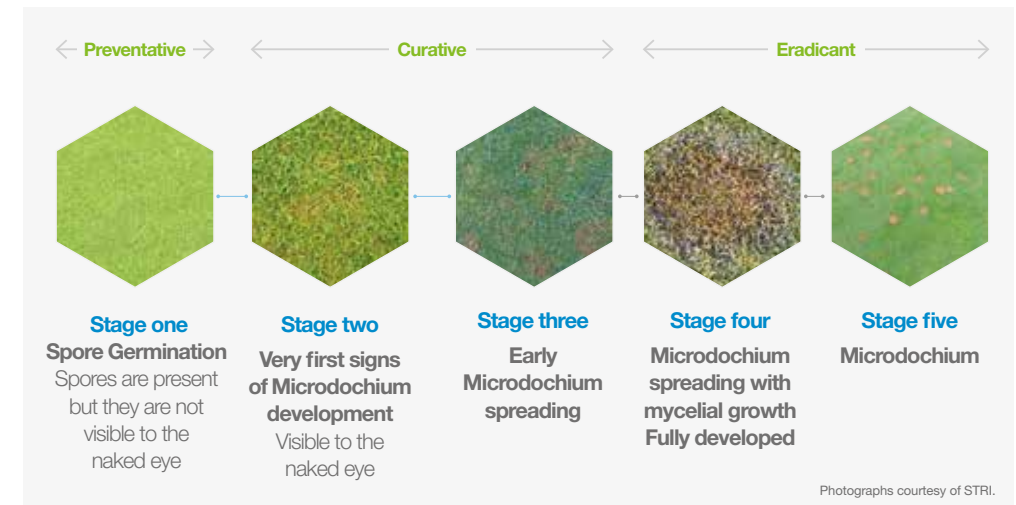 Preventative
Curative
Eradicant
Stage one
Spore Germination
Spores are present
but they are not
visible to the
naked eye
Stage two
Very first signs
of Microdochium
development
Visible to the
naked eye
Stage three
Early
Microdochium
spreading
Stage four
Microdochium
spreading with
mycelial growth
Fully developed
Stage five
Microdochium
Photographs courtesy of STRI.